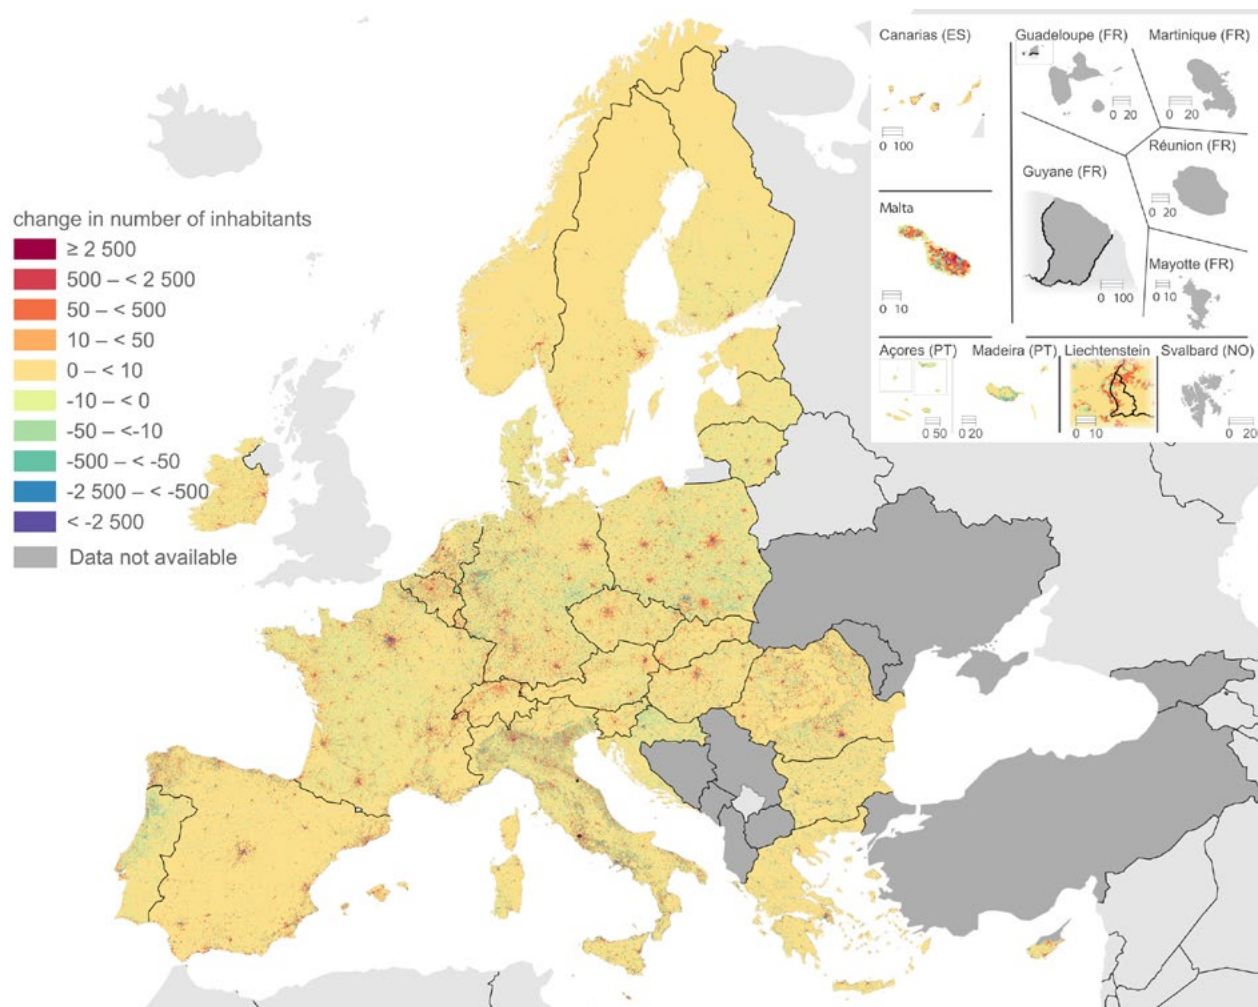 change in number of inhabitants
≥ 2 500
500 – < 2 500
50 – < 500
10 – < 50
0 – < 10
-10 – < 0
-50 – <-10
-500 – < -50
-2 500 – < -500
< -2 500
Data not available
Canarias (ES)
0 100
Guadeloupe (FR)
0 20
Martinique (FR)
0 20
Malta
0 10
Guyane (FR)
0 100
Réunion (FR)
0 20
Mayotte (FR)
0 10
Açores (PT)
0 50
Madeira (PT)
0 20
Liechtenstein
0 10
Svalbard (NO)
0 20